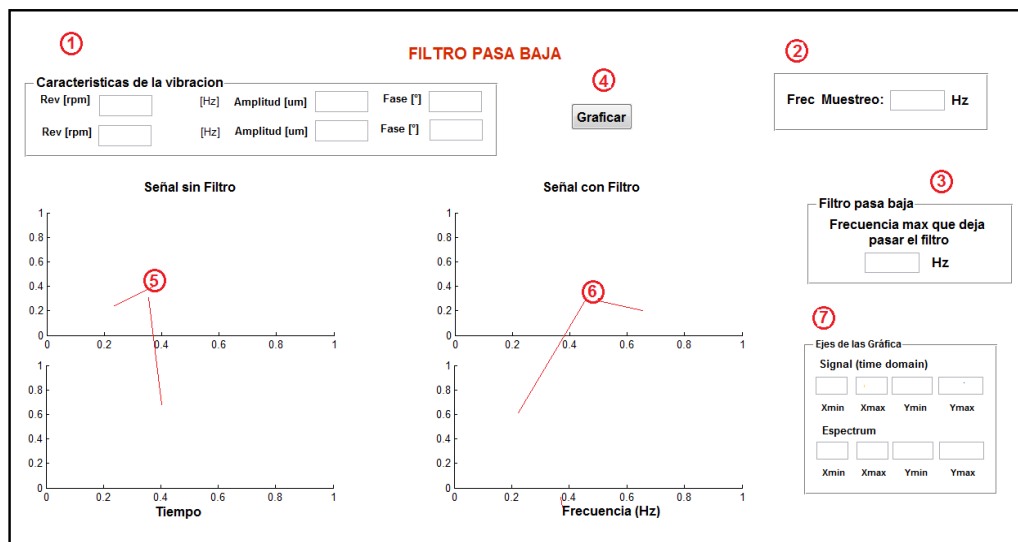 1
FILTRO PASA BAJA
2
Caracteristicas de la vibracion
Rev [rpm] [Hz] Amplitud [um] Fase [°]
Rev [rpm] [Hz] Amplitud [um] Fase [°]
4
Graficar
Frec Muestreo: Hz
3
Filtro pasa baja
Frecuencia max que deja
pasar el filtro
Hz
Señal sin Filtro
1
0.8
0.6
0.4
0.2
0
0 0.2 0.4 0.6 0.8 1
5
1
0.8
0.6
0.4
0.2
0
0 0.2 0.4 0.6 0.8 1
Tiempo
Señal con Filtro
1
0.8
0.6
0.4
0.2
0
0 0.2 0.4 0.6 0.8 1
6
1
0.8
0.6
0.4
0.2
0
0 0.2 0.4 0.6 0.8 1
Frecuencia (Hz)
7
Ejes de las Gráfica
Signal (time domain)
Xmin Xmax Ymin Ymax
Espectrum
Xmin Xmax Ymin Ymax